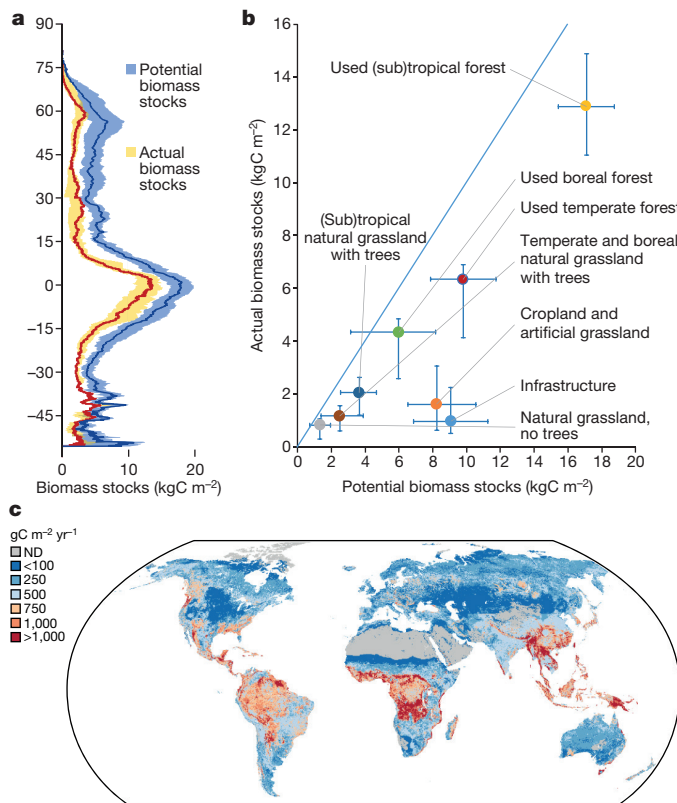 a
90
75
60
45
30
15
0
−15
−30
−45
Potential
biomass
stocks
Actual
biomass
stocks
0 10 20
Biomass stocks (kgC m−2)
b
16
14
12
10
8
6
4
2
0
Actual biomass stocks (kgC m−2)
Used (sub)tropical forest
Used boreal forest
Used temperate forest
(Sub)tropical
natural grassland
with trees
Temperate and boreal
natural grassland
with trees
Cropland and
artificial grassland
Infrastructure
Natural grassland,
no trees
0 2 4 6 8 10 12 14 16 18 20
Potential biomass stocks (kgC m−2)
c
gC m−2 yr−1
ND
<100
250
500
750
1,000
>1,000